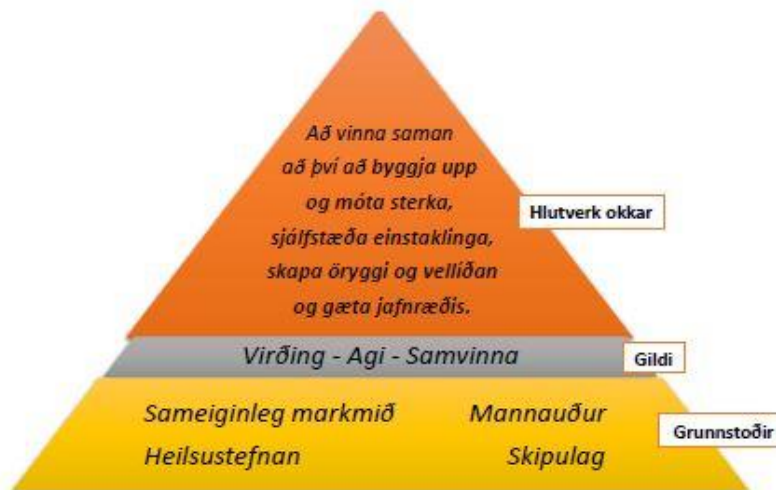 Að vinna saman
að því að byggja upp
og móta sterka,
Hlutverk okkar
sjálfstæða einstaklinga,
skapa öryggi og vellíðan
og gæta jafnræðis.
Virðing - Agi - Samvinna
Gildi
Sameiginleg markmið Mannauður
Grunnstoðir
Heilsustefnan Skipulag